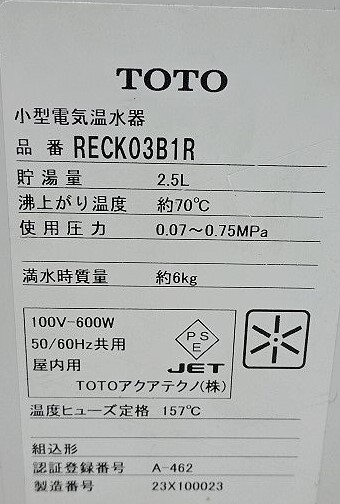 TOTO
小型電気温水器
品番 RECK03B1R
貯湯量 2.5L
沸上がり温度 約70℃
使用圧力 0.07～0.75MPa
満水時質量 約6kg
100V-600W
50/60Hz共用
屋内用
PSE
JET
TOTOアクアテクノ(株)
温度ヒューズ定格 157℃
組込形
認証登録番号 A-462
製造番号 23X100023